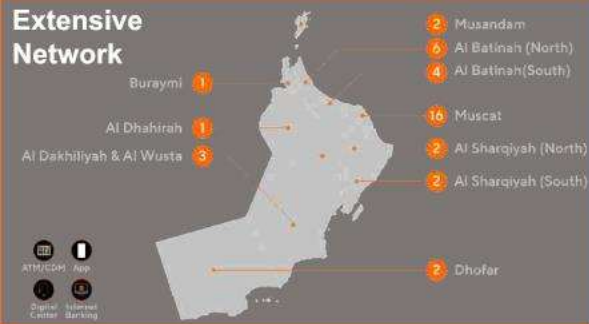 Extensive
Network
2 Musandam
6 Al Batinah (North)
4 Al Batinah(South)
Buraymi 1
16 Muscat
Al Dhahirah 1
2 Al Sharqiyah (North)
Al Dakhiliyah & Al Wusta 3
2 Al Sharqiyah (South)
2 Dhofar
ATM/CDM App
Digital Internet
Center Banking